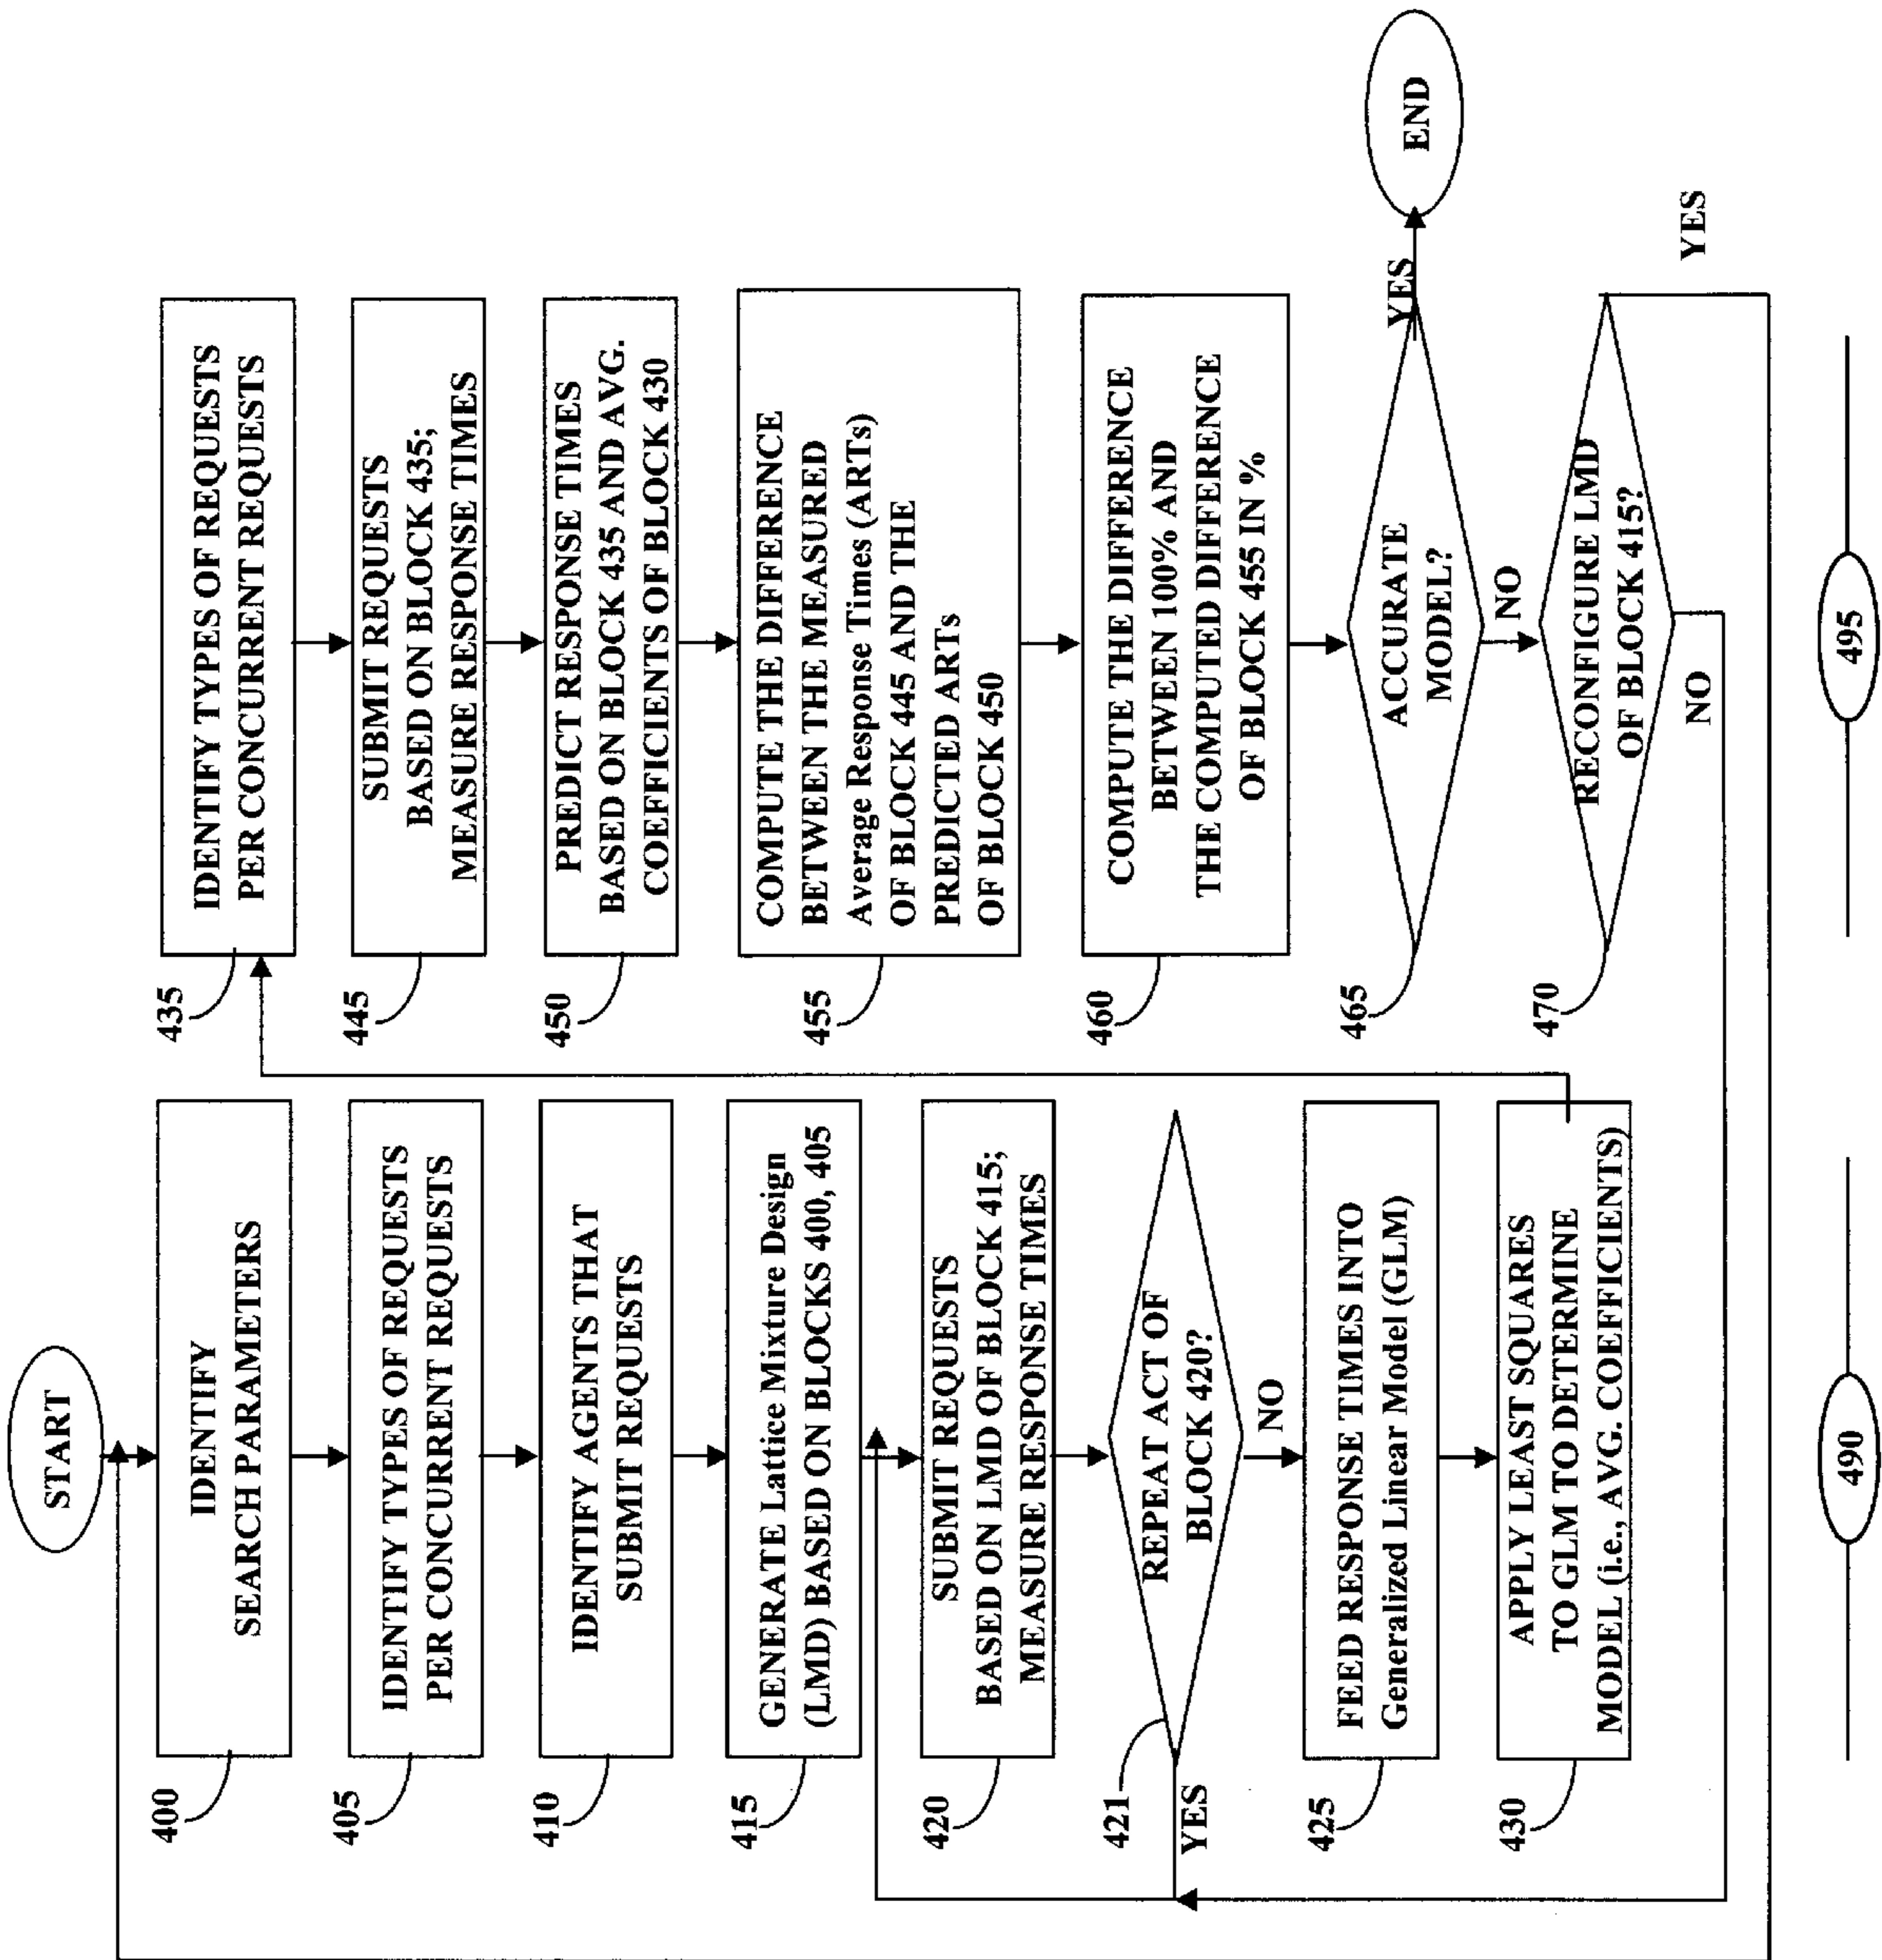 START
IDENTIFY
SEARCH PARAMETERS
400
IDENTIFY TYPES OF REQUESTS
PER CONCURRENT REQUESTS
405
IDENTIFY AGENTS THAT
SUBMIT REQUESTS
410
GENERATE Lattice Mixture Design
(LMD) BASED ON BLOCKS 400, 405
415
SUBMIT REQUESTS
BASED ON LMD OF BLOCK 415;
MEASURE RESPONSE TIMES
420
REPEAT ACT OF
BLOCK 420?
421
YES
NO
FEED RESPONSE TIMES INTO
Generalized Linear Model (GLM)
425
APPLY LEAST SQUARES
TO GLM TO DETERMINE
MODEL (i.e., AVG. COEFFICIENTS)
430
490
IDENTIFY TYPES OF REQUESTS
PER CONCURRENT REQUESTS
435
SUBMIT REQUESTS
BASED ON BLOCK 435;
MEASURE RESPONSE TIMES
445
PREDICT RESPONSE TIMES
BASED ON BLOCK 435 AND AVG.
COEFFICIENTS OF BLOCK 430
450
COMPUTE THE DIFFERENCE
BETWEEN THE MEASURED
Average Response Times (ARTs)
OF BLOCK 445 AND THE
PREDICTED ARTs
OF BLOCK 450
455
COMPUTE THE DIFFERENCE
BETWEEN 100% AND
THE COMPUTED DIFFERENCE
OF BLOCK 455 IN %
460
ACCURATE
MODEL?
465
YES
END
NO
RECONFIGURE LMD
OF BLOCK 415?
470
YES
NO
495